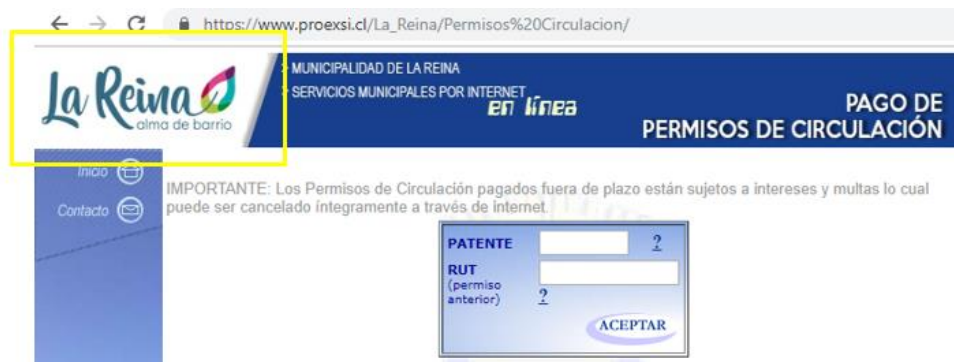 https://www.proexsi.cl/La_Reina/Permisos%20Circulacion/
La Reina
alma de barrio
> MUNICIPALIDAD DE LA REINA
> SERVICIOS MUNICIPALES POR INTERNET
en línea
PAGO DE
PERMISOS DE CIRCULACIÓN
Inicio
Contacto
IMPORTANTE: Los Permisos de Circulación pagados fuera de plazo están sujetos a intereses y multas lo cual
puede ser cancelado íntegramente a través de internet.
PATENTE ?
RUT
(permiso
anterior) ?
ACEPTAR